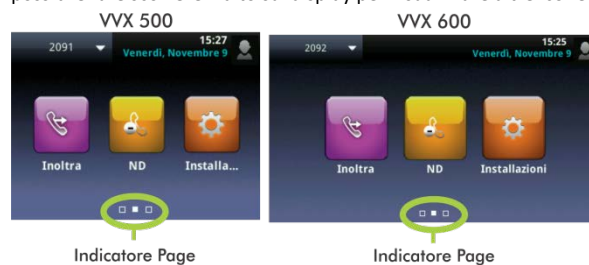 VVX 500
2091 15:27
Venerdì, Novembre 9
Inoltra ND Installa...
Indicatore Page
VVX 600
2092 15:25
Venerdì, Novembre 9
Inoltra ND Installazioni
Indicatore Page